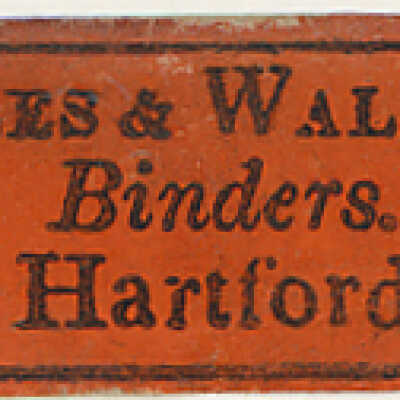 ES & WAL
Binders.
Hartford